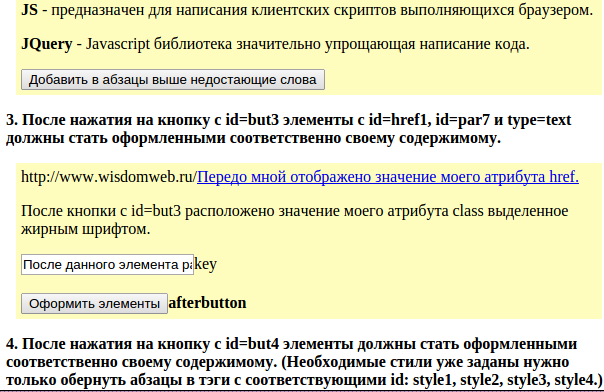 JS - предназначен для написания клиентских скриптов выполняющихся браузером.
JQuery - Javascript библиотека значительно упрощающая написание кода.
Добавить в абзацы выше недостающие слова
3. После нажатия на кнопку с id=but3 элементы с id=href1, id=par7 и type=text
должны стать оформленными соответственно своему содержимому.
http://www.wisdomweb.ru/Передо мной отображено значение моего атрибута href.
После кнопки с id=but3 расположено значение моего атрибута class выделенное
жирным шрифтом.
После данного элемента раkey
Оформить элементыafterbutton
4. После нажатия на кнопку с id=but4 элементы должны стать оформленными
соответственно своему содержимому. (Необходимые стили уже заданы нужно
только обернуть абзацы в тэги с соответствующими id: style1, style2, style3, style4.)